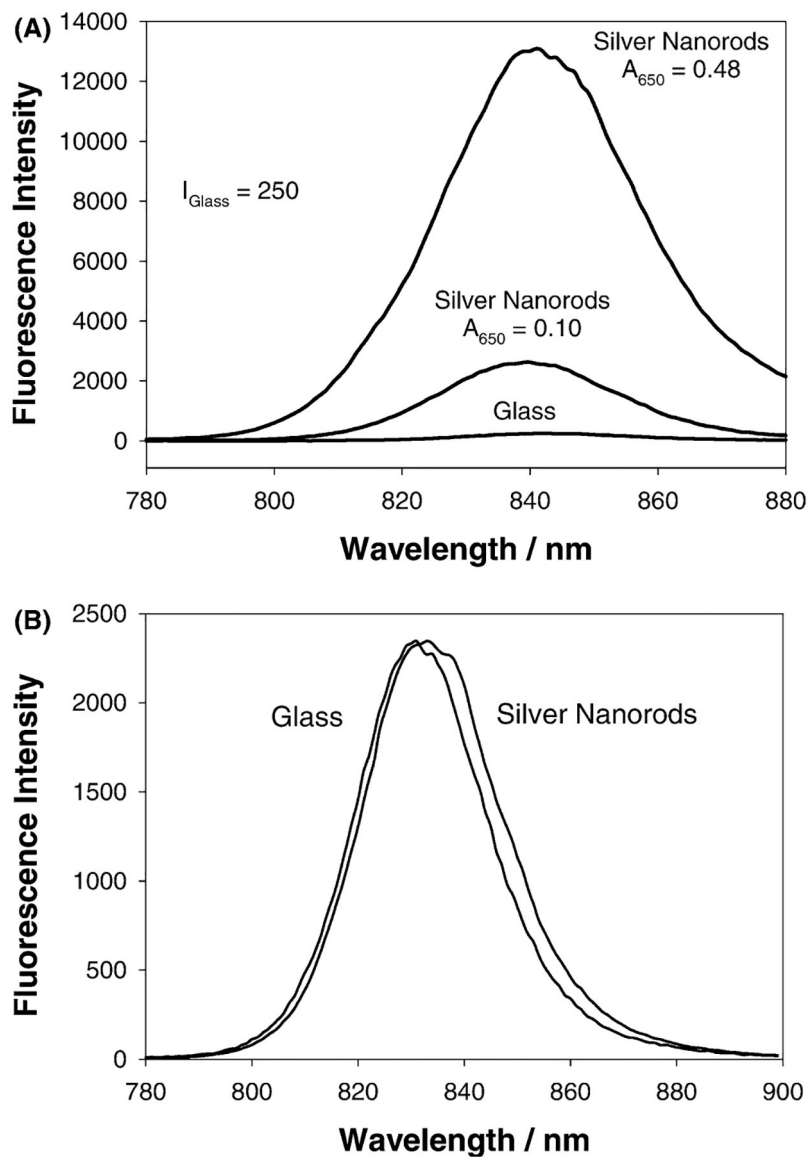 (A)
14000
12000
10000
8000
6000
4000
2000
0
Fluorescence Intensity
Silver Nanorods
A₆₅₀ = 0.48
I_Glass = 250
Silver Nanorods
A₆₅₀ = 0.10
Glass
780 800 820 840 860 880
Wavelength / nm
(B)
2500
2000
1500
1000
500
0
Fluorescence Intensity
Glass
Silver Nanorods
780 800 820 840 860 880 900
Wavelength / nm